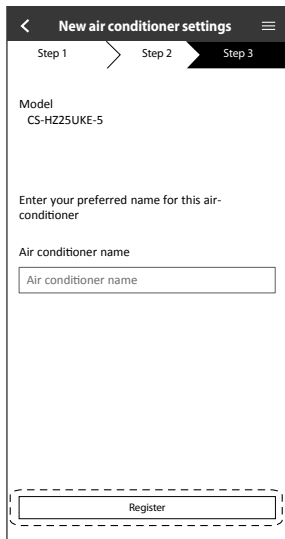 New air conditioner settings
Step 1
Step 2
Step 3
Model
CS-HZ25UKE-5
Enter your preferred name for this air-
conditioner
Air conditioner name
Air conditioner name
Register